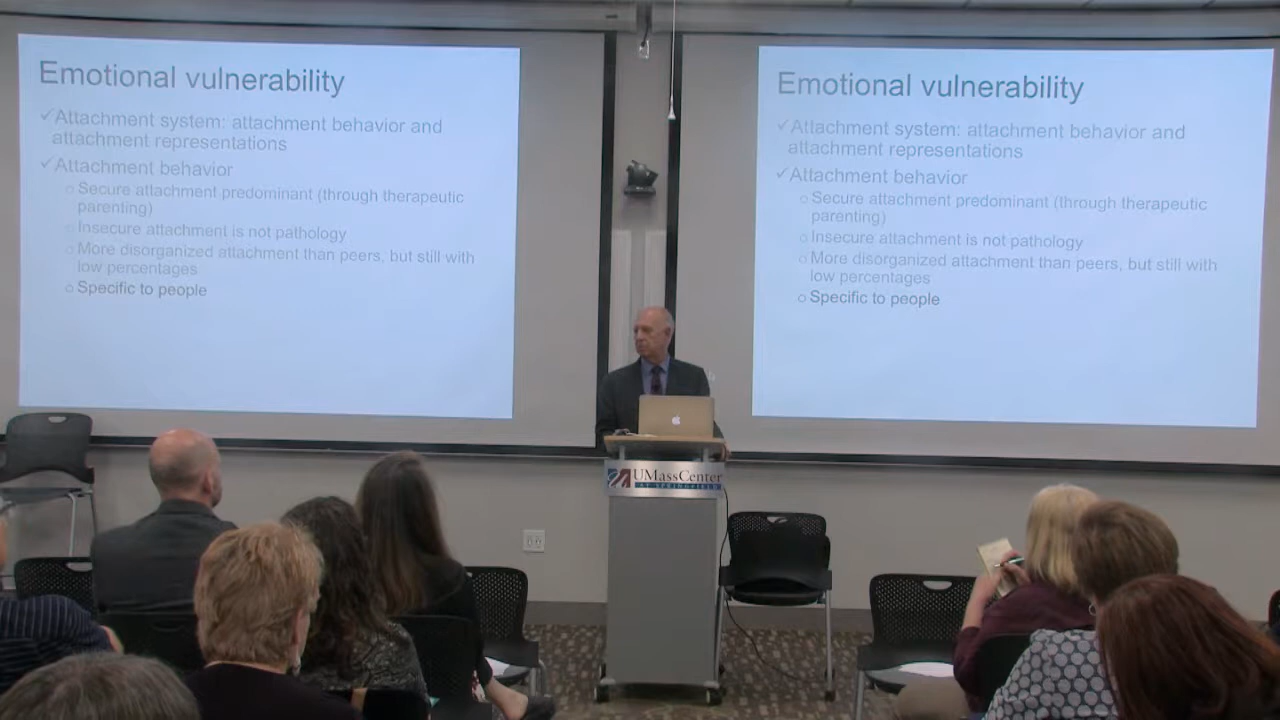 Emotional vulnerability
✓Attachment system: attachment behavior and
attachment representations
✓Attachment behavior
○ Secure attachment predominant (through therapeutic
parenting)
○ Insecure attachment is not pathology
○ More disorganized attachment than peers, but still with
low percentages
○ Specific to people
Emotional vulnerability
✓Attachment system: attachment behavior and
attachment representations
✓Attachment behavior
○ Secure attachment predominant (through therapeutic
parenting)
○ Insecure attachment is not pathology
○ More disorganized attachment than peers, but still with
low percentages
○ Specific to people
UMassCenter
AT SPRINGFIELD